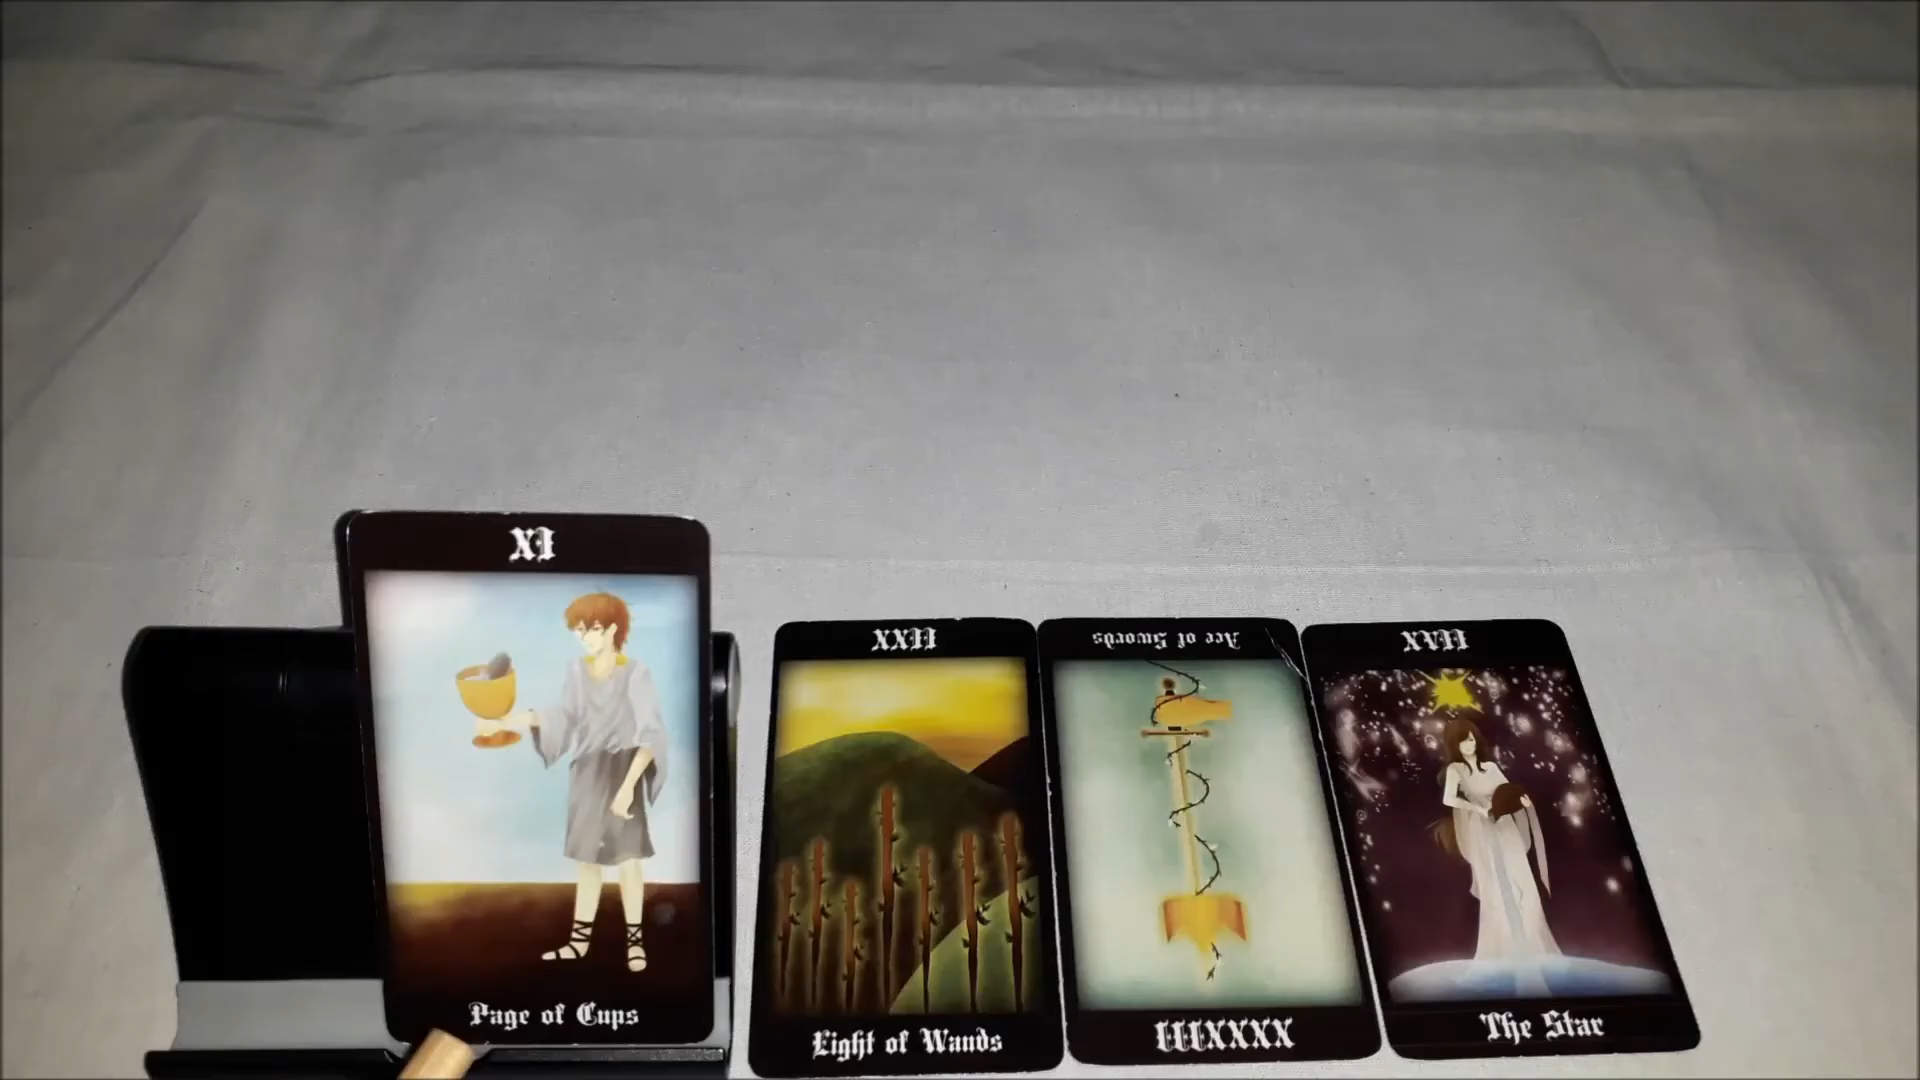 XI
Page of Cups
XXII
Eight of Wands
Ace of Swords
XXXXIII
XVII
The Star